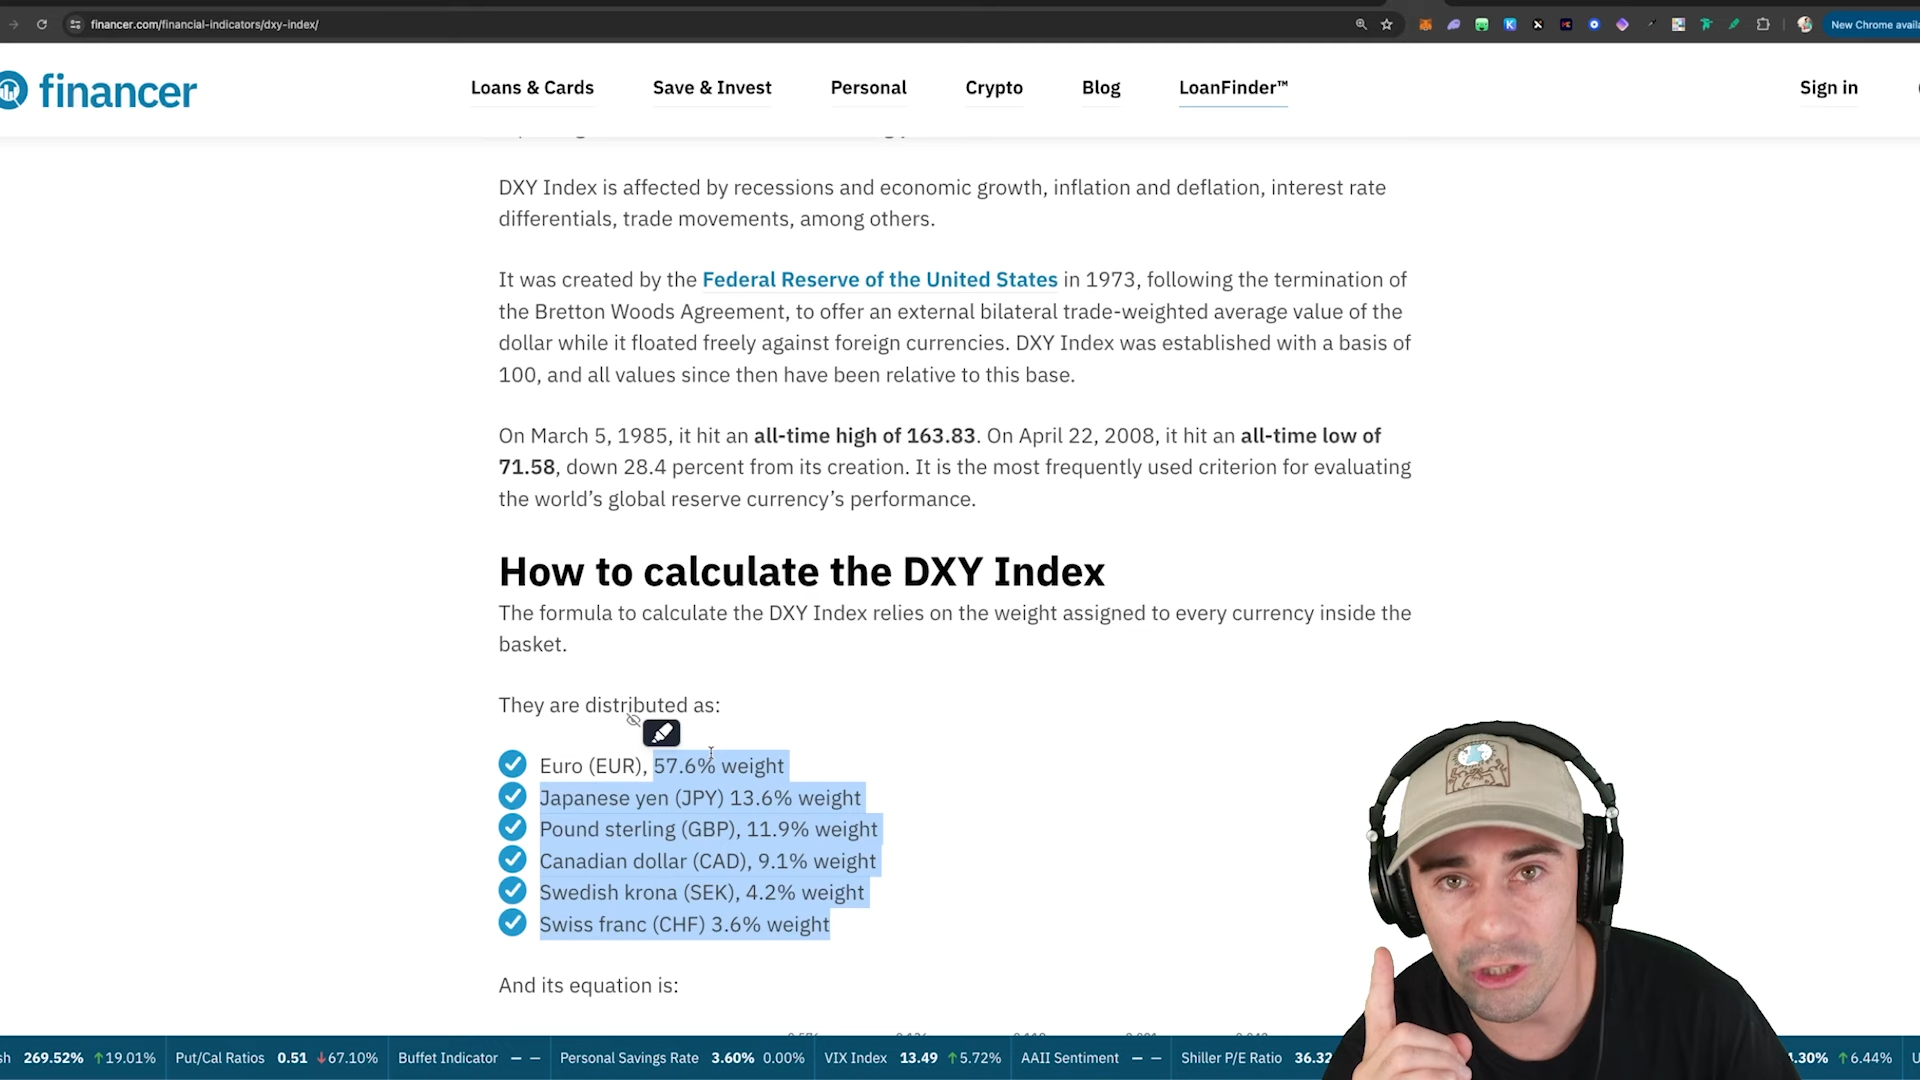 financer.com/financial-indicators/dxy-index/
New Chrome availa
financer
Loans & Cards
Save & Invest
Personal
Crypto
Blog
LoanFinder™
Sign in
DXY Index is affected by recessions and economic growth, inflation and deflation, interest rate
differentials, trade movements, among others.
It was created by the Federal Reserve of the United States in 1973, following the termination of
the Bretton Woods Agreement, to offer an external bilateral trade-weighted average value of the
dollar while it floated freely against foreign currencies. DXY Index was established with a basis of
100, and all values since then have been relative to this base.
On March 5, 1985, it hit an all-time high of 163.83. On April 22, 2008, it hit an all-time low of
71.58, down 28.4 percent from its creation. It is the most frequently used criterion for evaluating
the world's global reserve currency's performance.
How to calculate the DXY Index
The formula to calculate the DXY Index relies on the weight assigned to every currency inside the
basket.
They are distributed as:
Euro (EUR), 57.6% weight
Japanese yen (JPY) 13.6% weight
Pound sterling (GBP), 11.9% weight
Canadian dollar (CAD), 9.1% weight
Swedish krona (SEK), 4.2% weight
Swiss franc (CHF) 3.6% weight
And its equation is:
sh 269.52% ↑19.01%
Put/Cal Ratios 0.51 ↓67.10%
Buffet Indicator — —
Personal Savings Rate 3.60% 0.00%
VIX Index 13.49 ↑5.72%
AAII Sentiment — —
Shiller P/E Ratio 36.32
.30% ↑6.44%